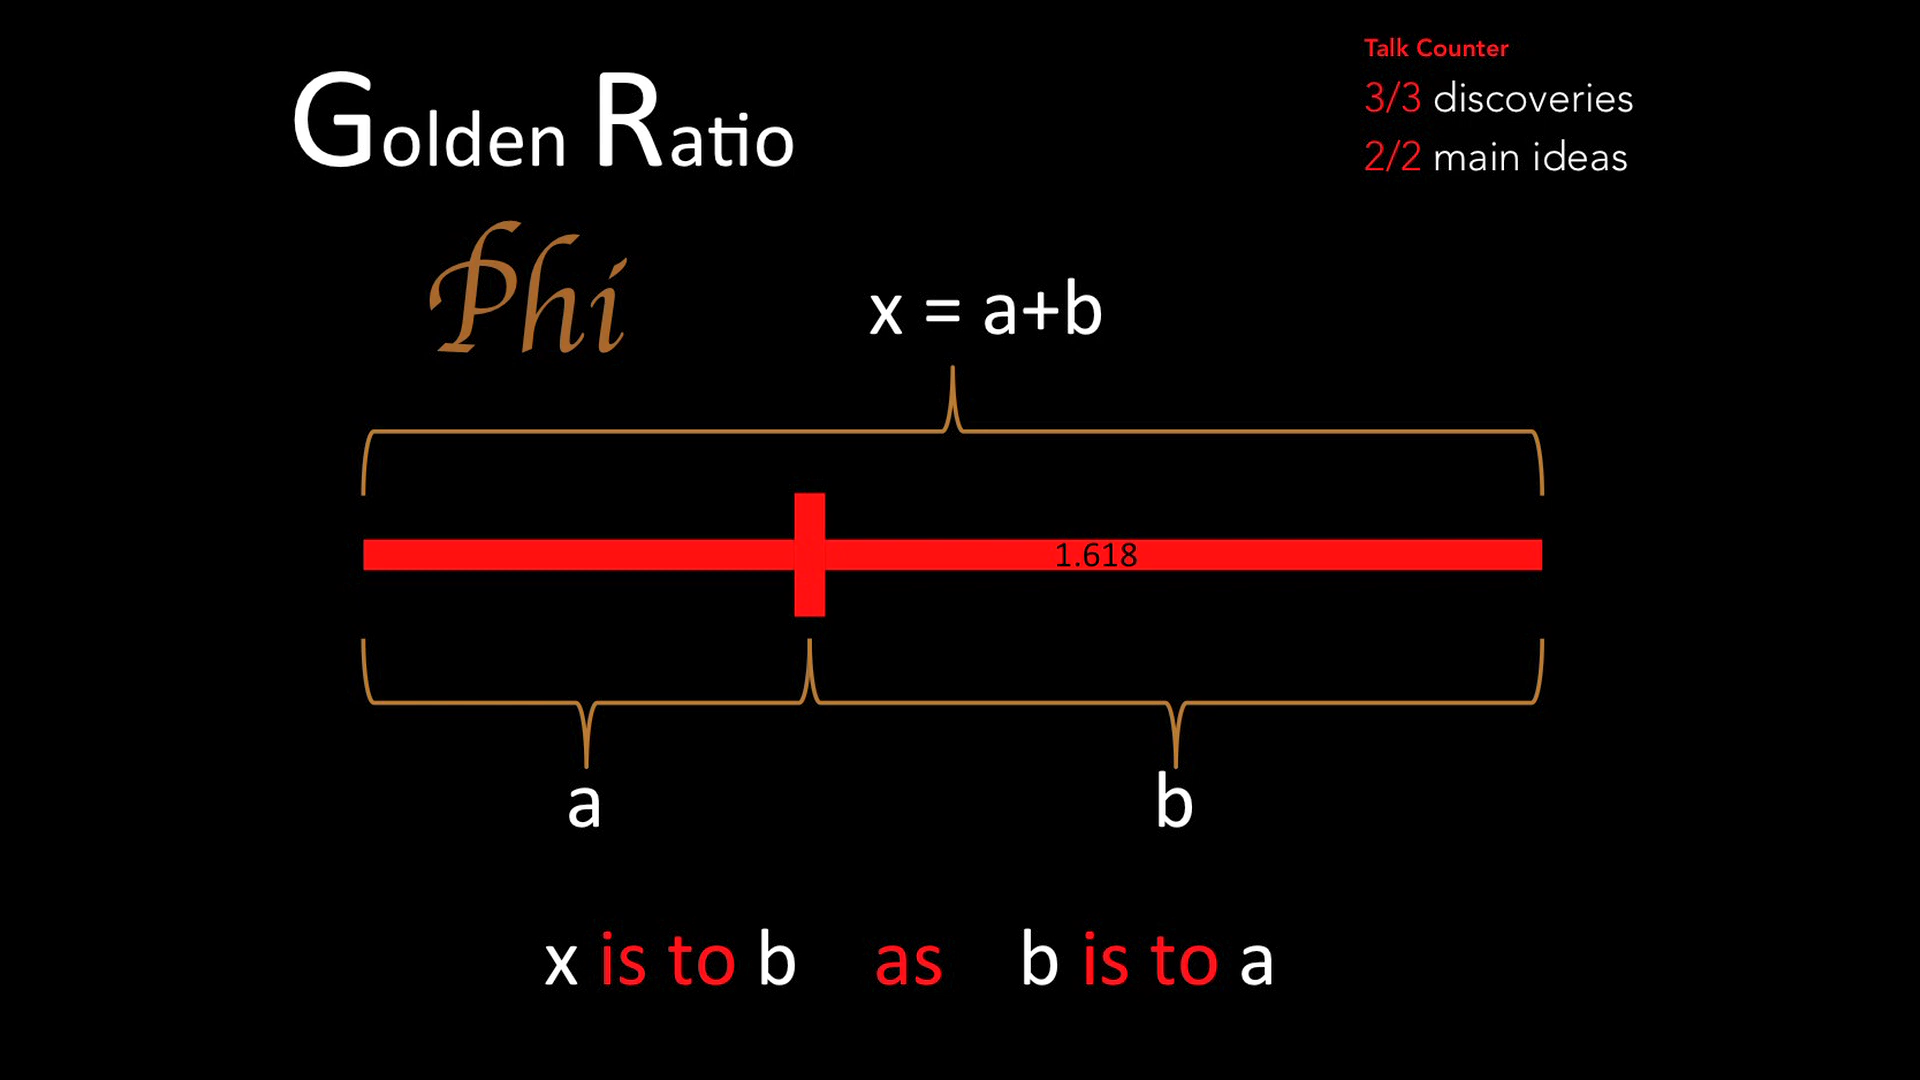 Golden Ratio
Talk Counter
3/3 discoveries
2/2 main ideas
Phi
x = a+b
1.618
a
b
x is to b as b is to a